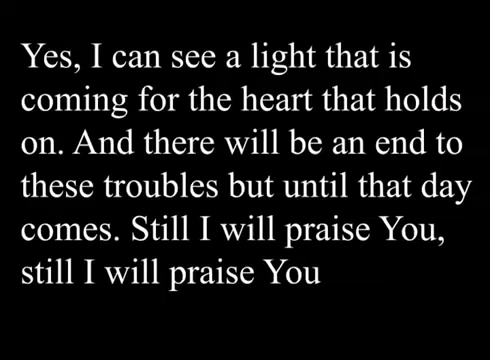 Yes, I can see a light that is
coming for the heart that holds
on. And there will be an end to
these troubles but until that day
comes. Still I will praise You,
still I will praise You